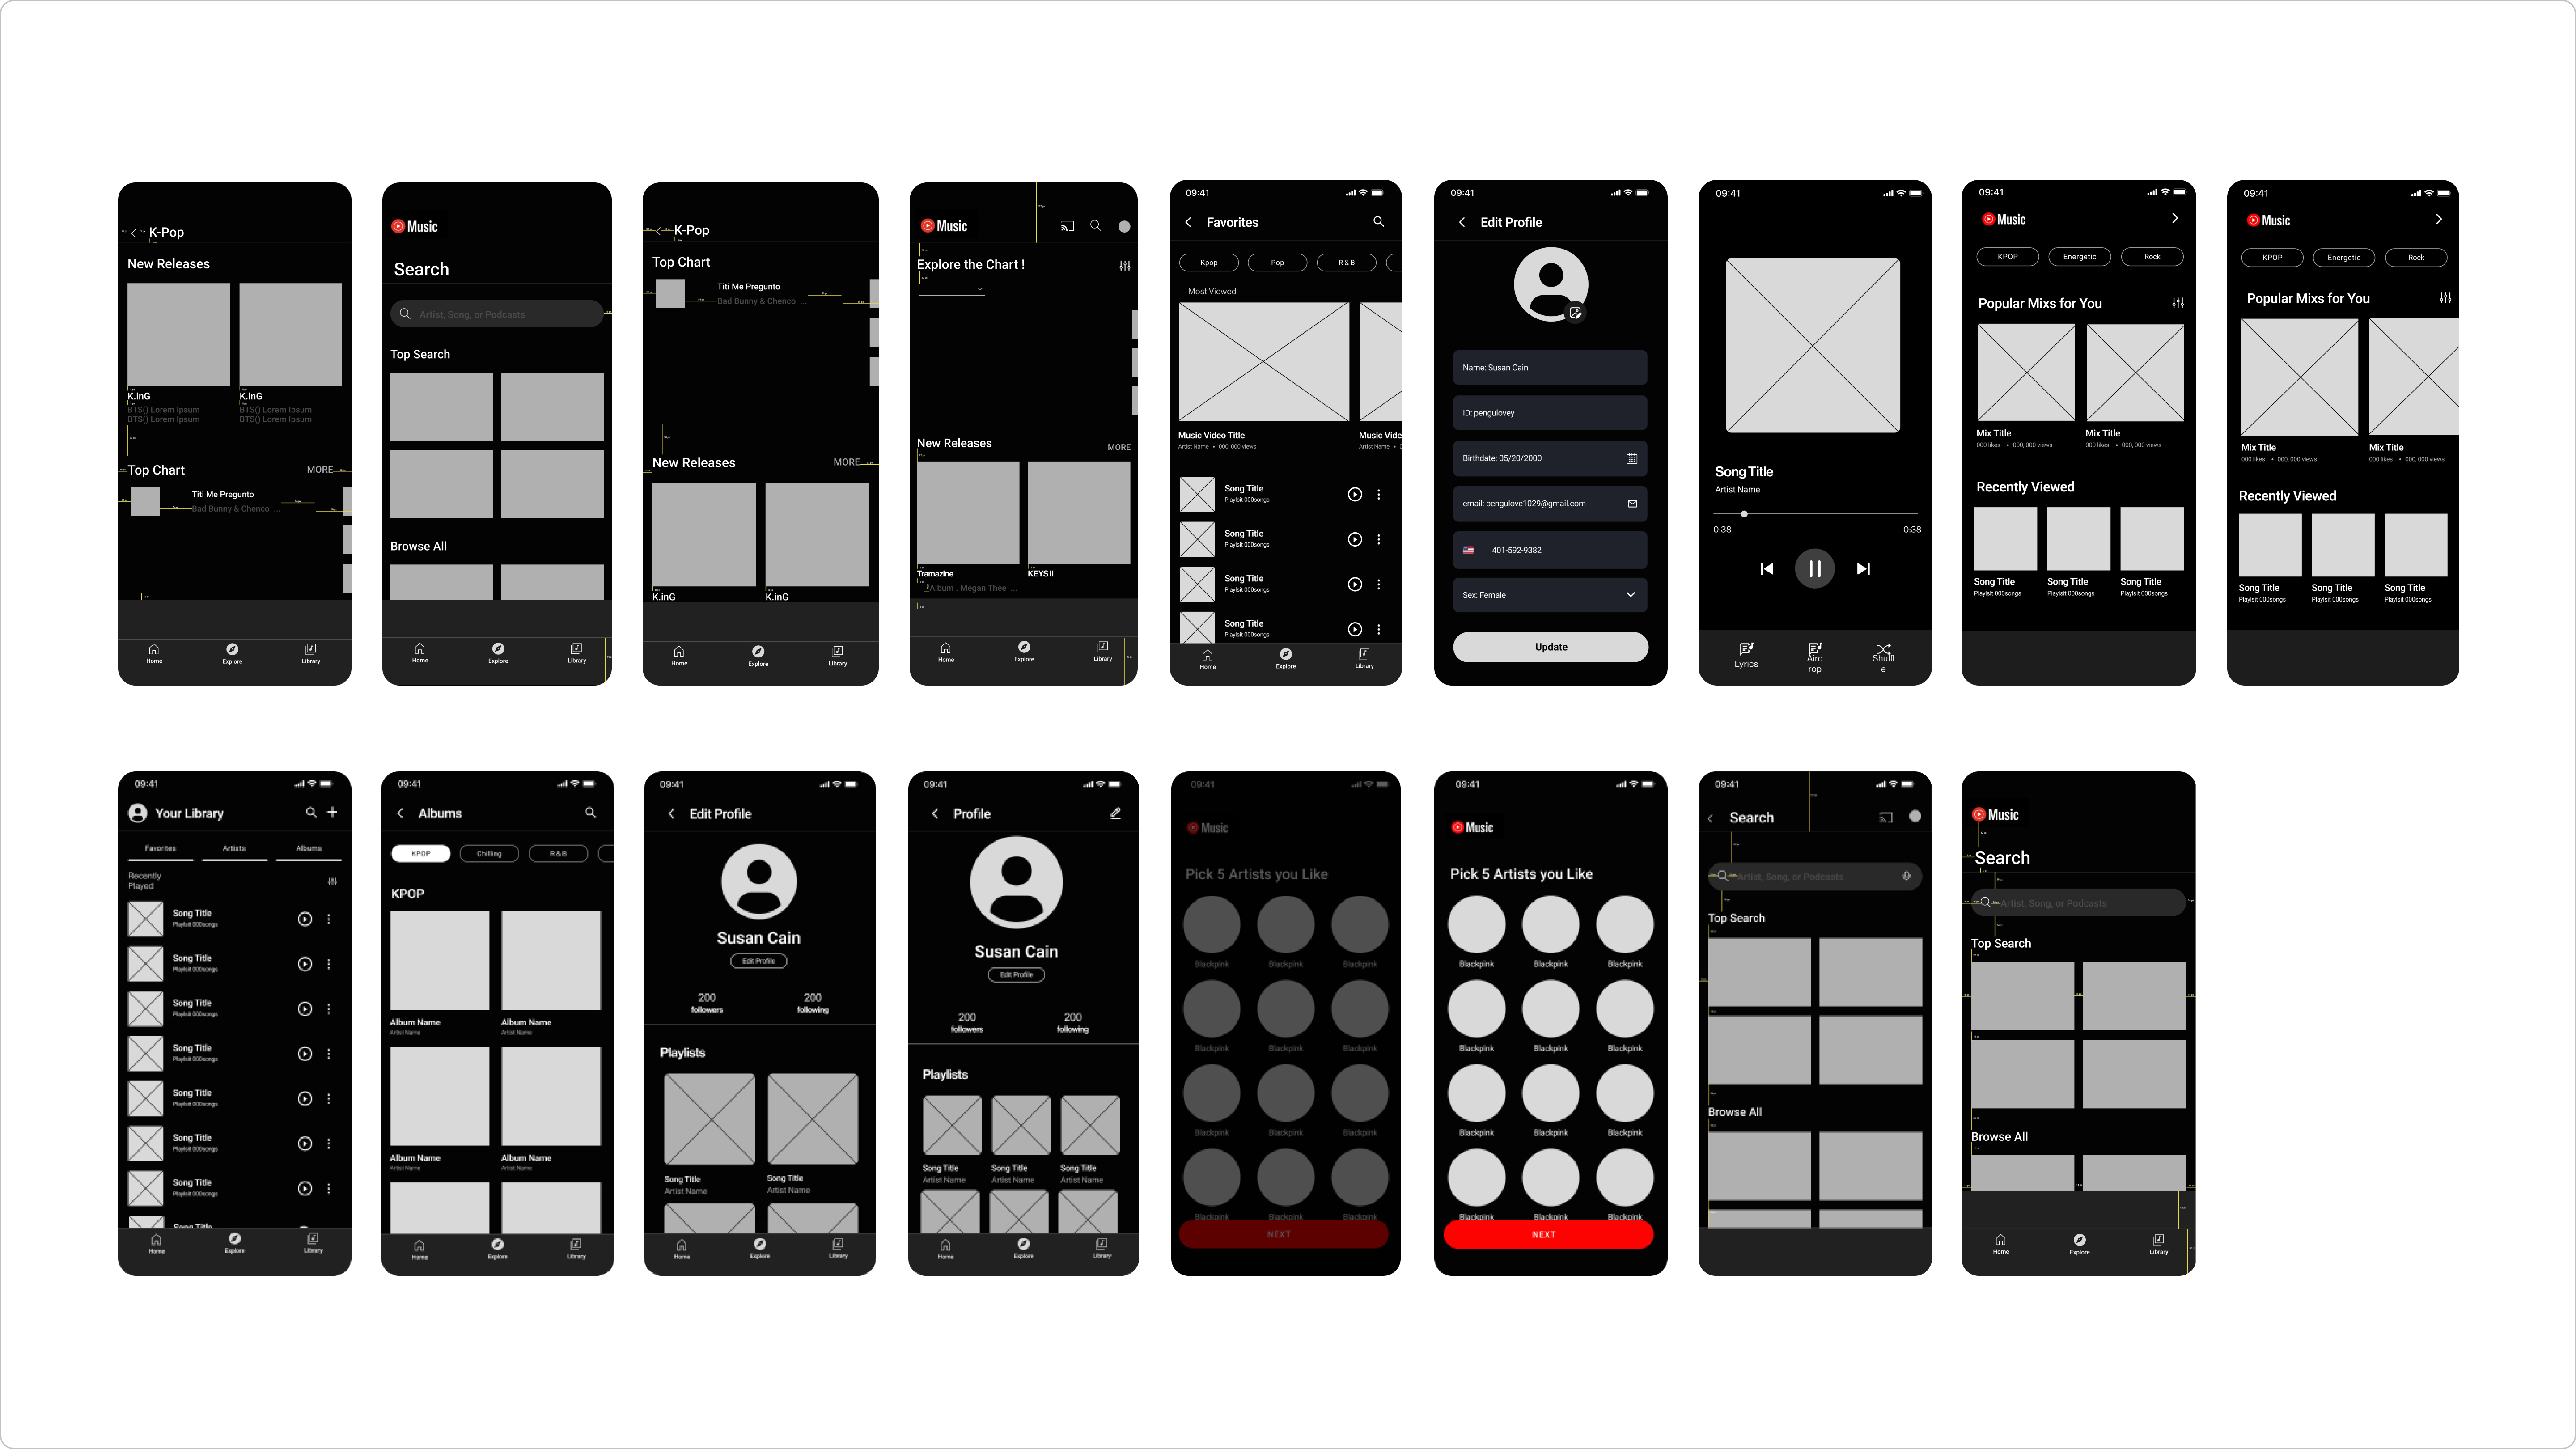 K-Pop
New Releases
K.inG
K.inG
BTS() Lorem Ipsum
BTS() Lorem Ipsum
BTS() Lorem Ipsum
BTS() Lorem Ipsum
Top Chart
MORE
Titi Me Pregunto
Bad Bunny & Chenco ...
Home
Explore
Library
Music
Search
Artist, Song, or Podcasts
Top Search
Browse All
Home
Explore
Library
K-Pop
Top Chart
Titi Me Pregunto
Bad Bunny & Chenco ...
New Releases
MORE
K.inG
K.inG
Home
Explore
Library
Music
Explore the Chart !
New Releases
MORE
Tramazine
KEYS II
Album . Megan Thee ...
Home
Explore
Library
09:41
Favorites
Kpop
Pop
R & B
Most Viewed
Music Video Title
Artist Name • 000, 000 views
Music Vide
Artist Name • 0
Song Title
Playlsit 000songs
Song Title
Playlsit 000songs
Song Title
Playlsit 000songs
Song Title
Playlsit 000songs
Home
Explore
Library
09:41
Edit Profile
Name: Susan Cain
ID: pengulovey
Birthdate: 05/20/2000
email: pengulove1029@gmail.com
401-592-9382
Sex: Female
Update
09:41
Song Title
Artist Name
0:38
0:38
Lyrics
Aird
rop
Shuffl
e
09:41
Music
KPOP
Energetic
Rock
Popular Mixs for You
Mix Title
000 likes • 000, 000 views
Mix Title
000 likes • 000, 000 views
Recently Viewed
Song Title
Playlsit 000songs
Song Title
Playlsit 000songs
Song Title
Playlsit 000songs
09:41
Music
KPOP
Energetic
Rock
Popular Mixs for You
Mix Title
000 likes • 000, 000 views
Mix Title
000 likes • 000, 000 views
Recently Viewed
Song Title
Playlsit 000songs
Song Title
Playlsit 000songs
Song Title
Playlsit 000songs
09:41
Your Library
Favorites
Artists
Albums
Recently
Played
Song Title
Playlsit 000songs
Song Title
Playlsit 000songs
Song Title
Playlsit 000songs
Song Title
Playlsit 000songs
Song Title
Playlsit 000songs
Song Title
Playlsit 000songs
Song Title
Playlsit 000songs
Song Title
Home
Explore
Library
09:41
Albums
KPOP
Chilling
R & B
KPOP
Album Name
Artist Name
Album Name
Artist Name
Album Name
Artist Name
Album Name
Artist Name
Home
Explore
Library
09:41
Edit Profile
Susan Cain
Edit Profile
200
followers
200
following
Playlists
Song Title
Artist Name
Song Title
Artist Name
Home
Explore
Library
09:41
Profile
Susan Cain
Edit Profile
200
followers
200
following
Playlists
Song Title
Artist Name
Song Title
Artist Name
Song Title
Artist Name
Home
Explore
Library
09:41
Music
Pick 5 Artists you Like
Blackpink
Blackpink
Blackpink
Blackpink
Blackpink
Blackpink
Blackpink
Blackpink
Blackpink
Blackpink
Blackpink
Blackpink
NEXT
09:41
Music
Pick 5 Artists you Like
Blackpink
Blackpink
Blackpink
Blackpink
Blackpink
Blackpink
Blackpink
Blackpink
Blackpink
Blackpink
Blackpink
Blackpink
NEXT
09:41
Search
Artist, Song, or Podcasts
Top Search
Browse All
Music
Search
Artist, Song, or Podcasts
Top Search
Browse All
Home
Explore
Library